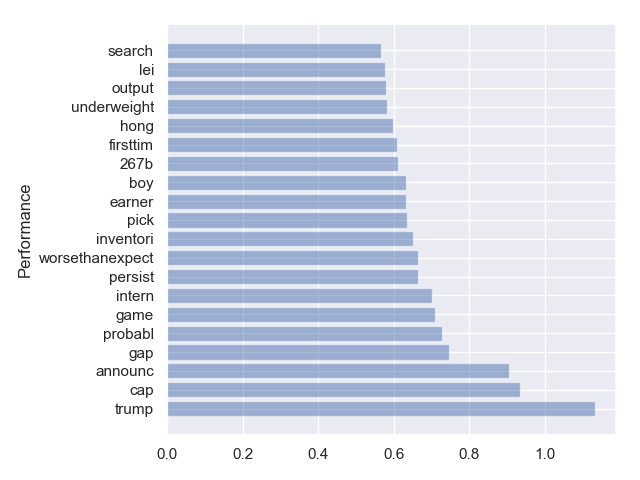 search
lei
output
underweight
hong
firsttim
267b
boy
earner
pick
inventori
worsethanexpect
persist
intern
game
probabl
gap
announc
cap
trump
Performance
0.0 0.2 0.4 0.6 0.8 1.0